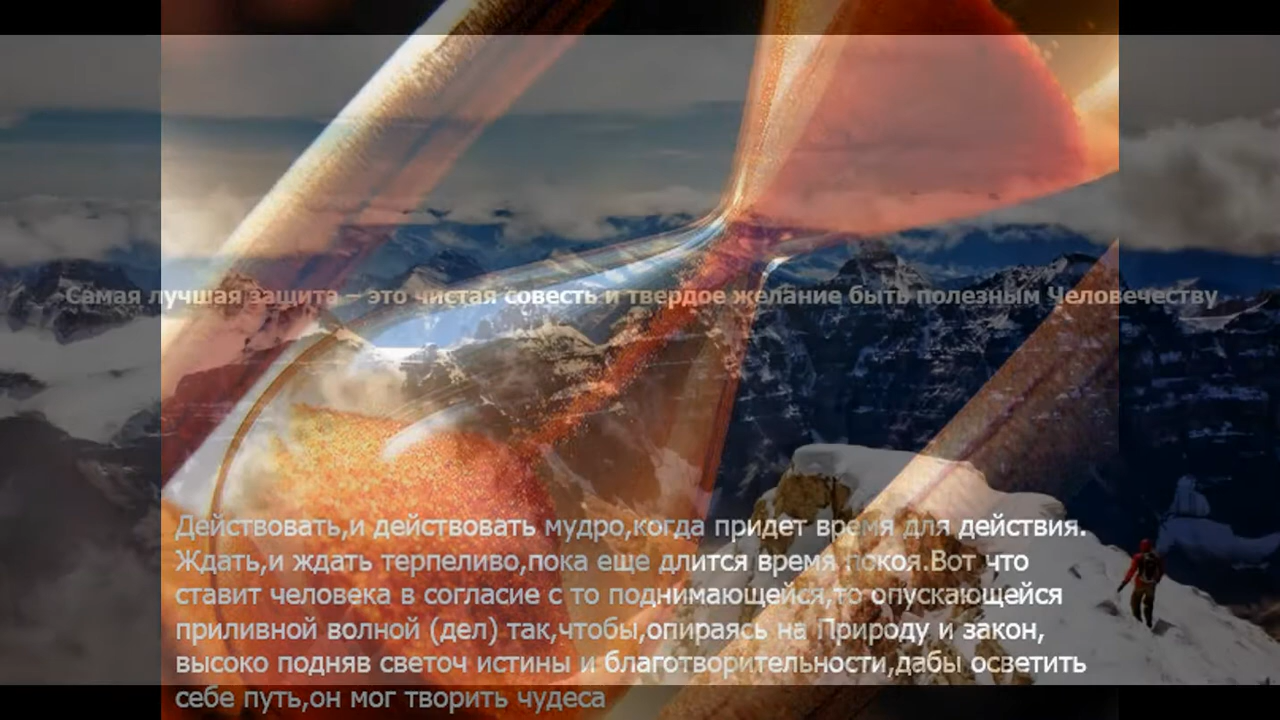 Самая лучшая защита – это чистая совесть и твердое желание быть полезным Человечеству
Действовать,и действовать мудро,когда придет время для действия.
Ждать,и ждать терпеливо,пока еще длится время покоя.Вот что
ставит человека в согласие с то поднимающейся,то опускающейся
приливной волной (дел) так,чтобы,опираясь на Природу и закон,
высоко подняв светоч истины и благотворительности,дабы осветить
себе путь,он мог творить чудеса